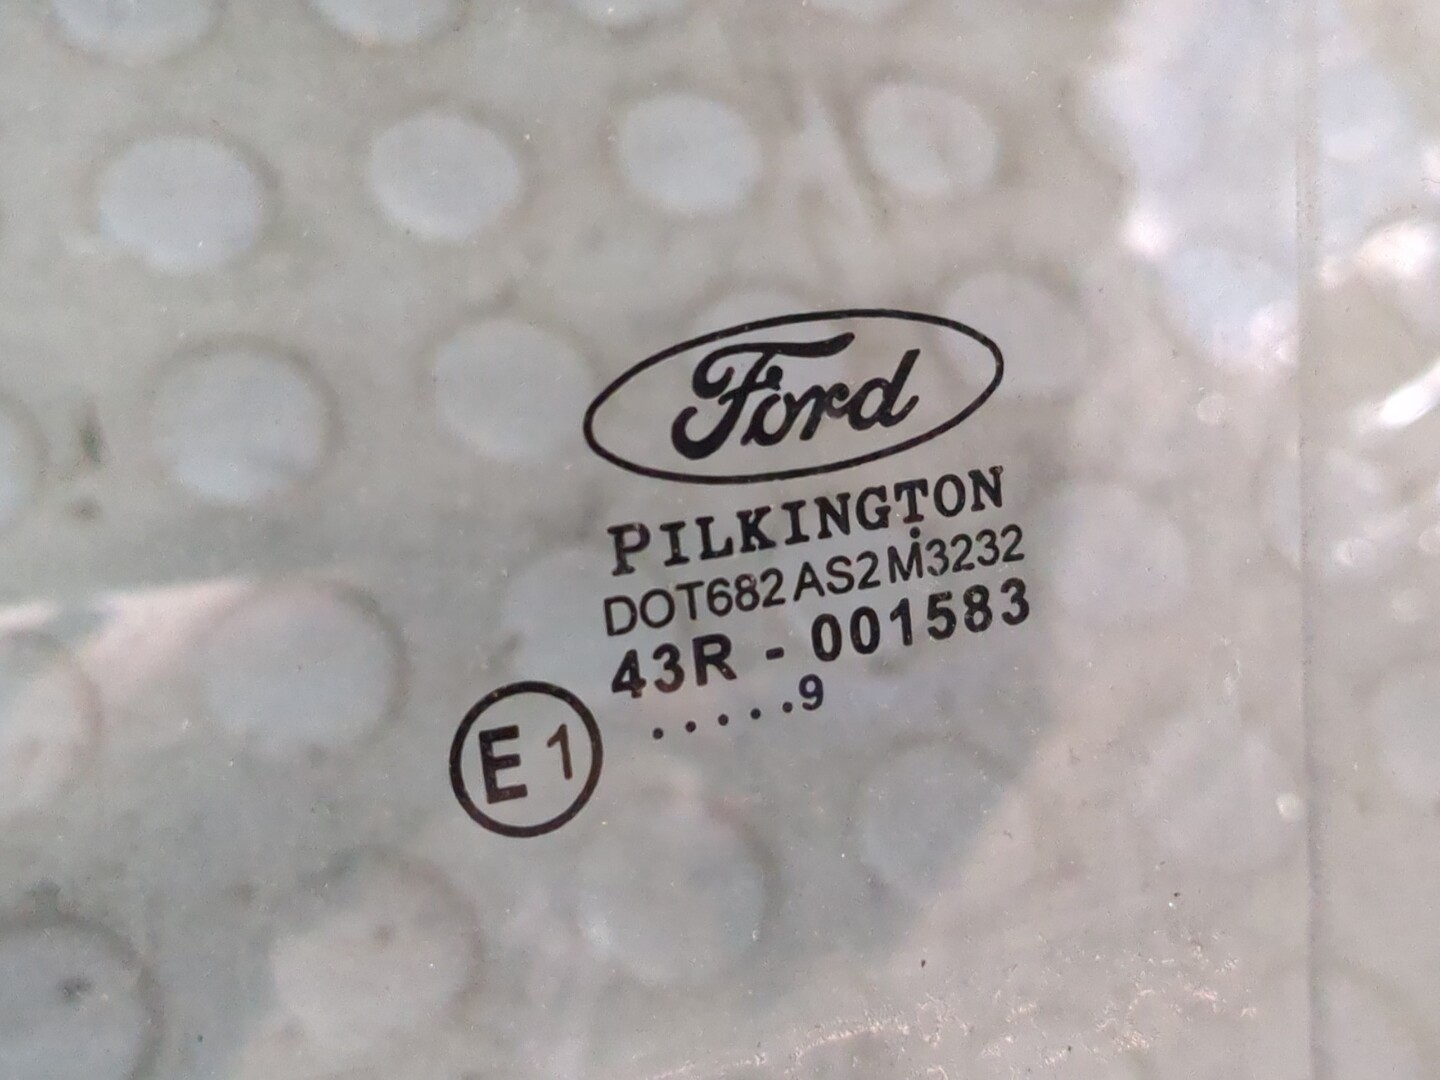 Ford
PILKINGTON
DOT682 AS2 M3232
43R - 001583
.....9
E1